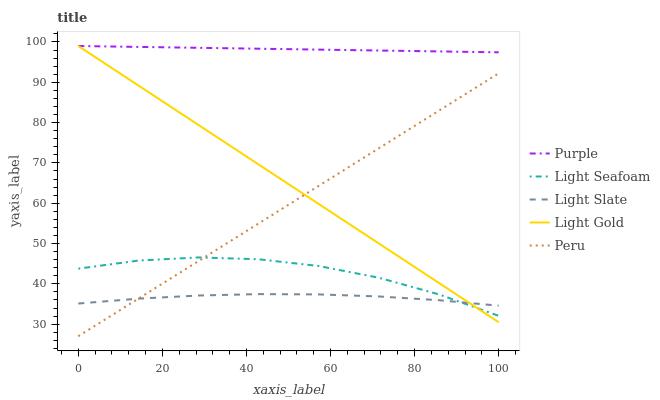 title
yaxis_label
100
90
80
70
60
50
40
30
0 20 40 60 80 100
xaxis_label
Purple
Light Seafoam
Light Slate
Light Gold
Peru